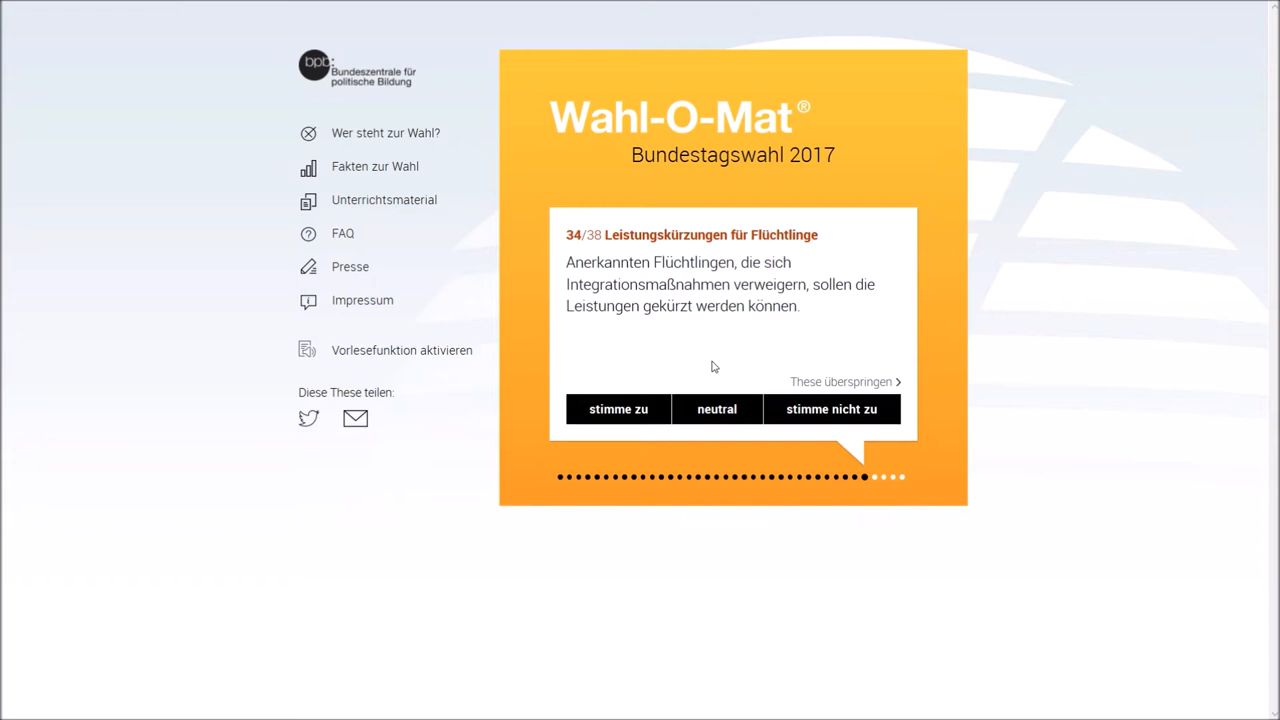 bpb:
Bundeszentrale für
politische Bildung
Wer steht zur Wahl?
Fakten zur Wahl
Unterrichtsmaterial
FAQ
Presse
Impressum
Vorlesefunktion aktivieren
Diese These teilen:
Wahl-O-Mat®
Bundestagswahl 2017
34/38 Leistungskürzungen für Flüchtlinge
Anerkannten Flüchtlingen, die sich
Integrationsmaßnahmen verweigern, sollen die
Leistungen gekürzt werden können.
These überspringen
stimme zu neutral stimme nicht zu